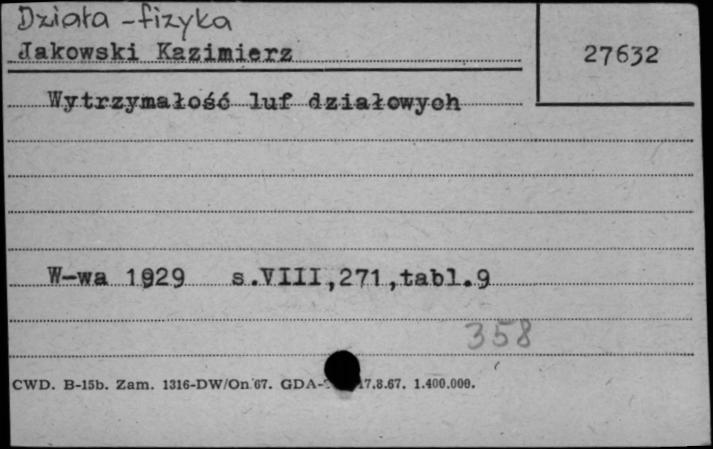 Działa - fizyka
Jakowski Kazimierz
27632
Wytrzymałość luf działowych
W-wa 1929 s.VIII,271,tabl.9
358
CWD. B-15b. Zam. 1316-DW/On 67. GDA- 17.8.67. 1.400.000.